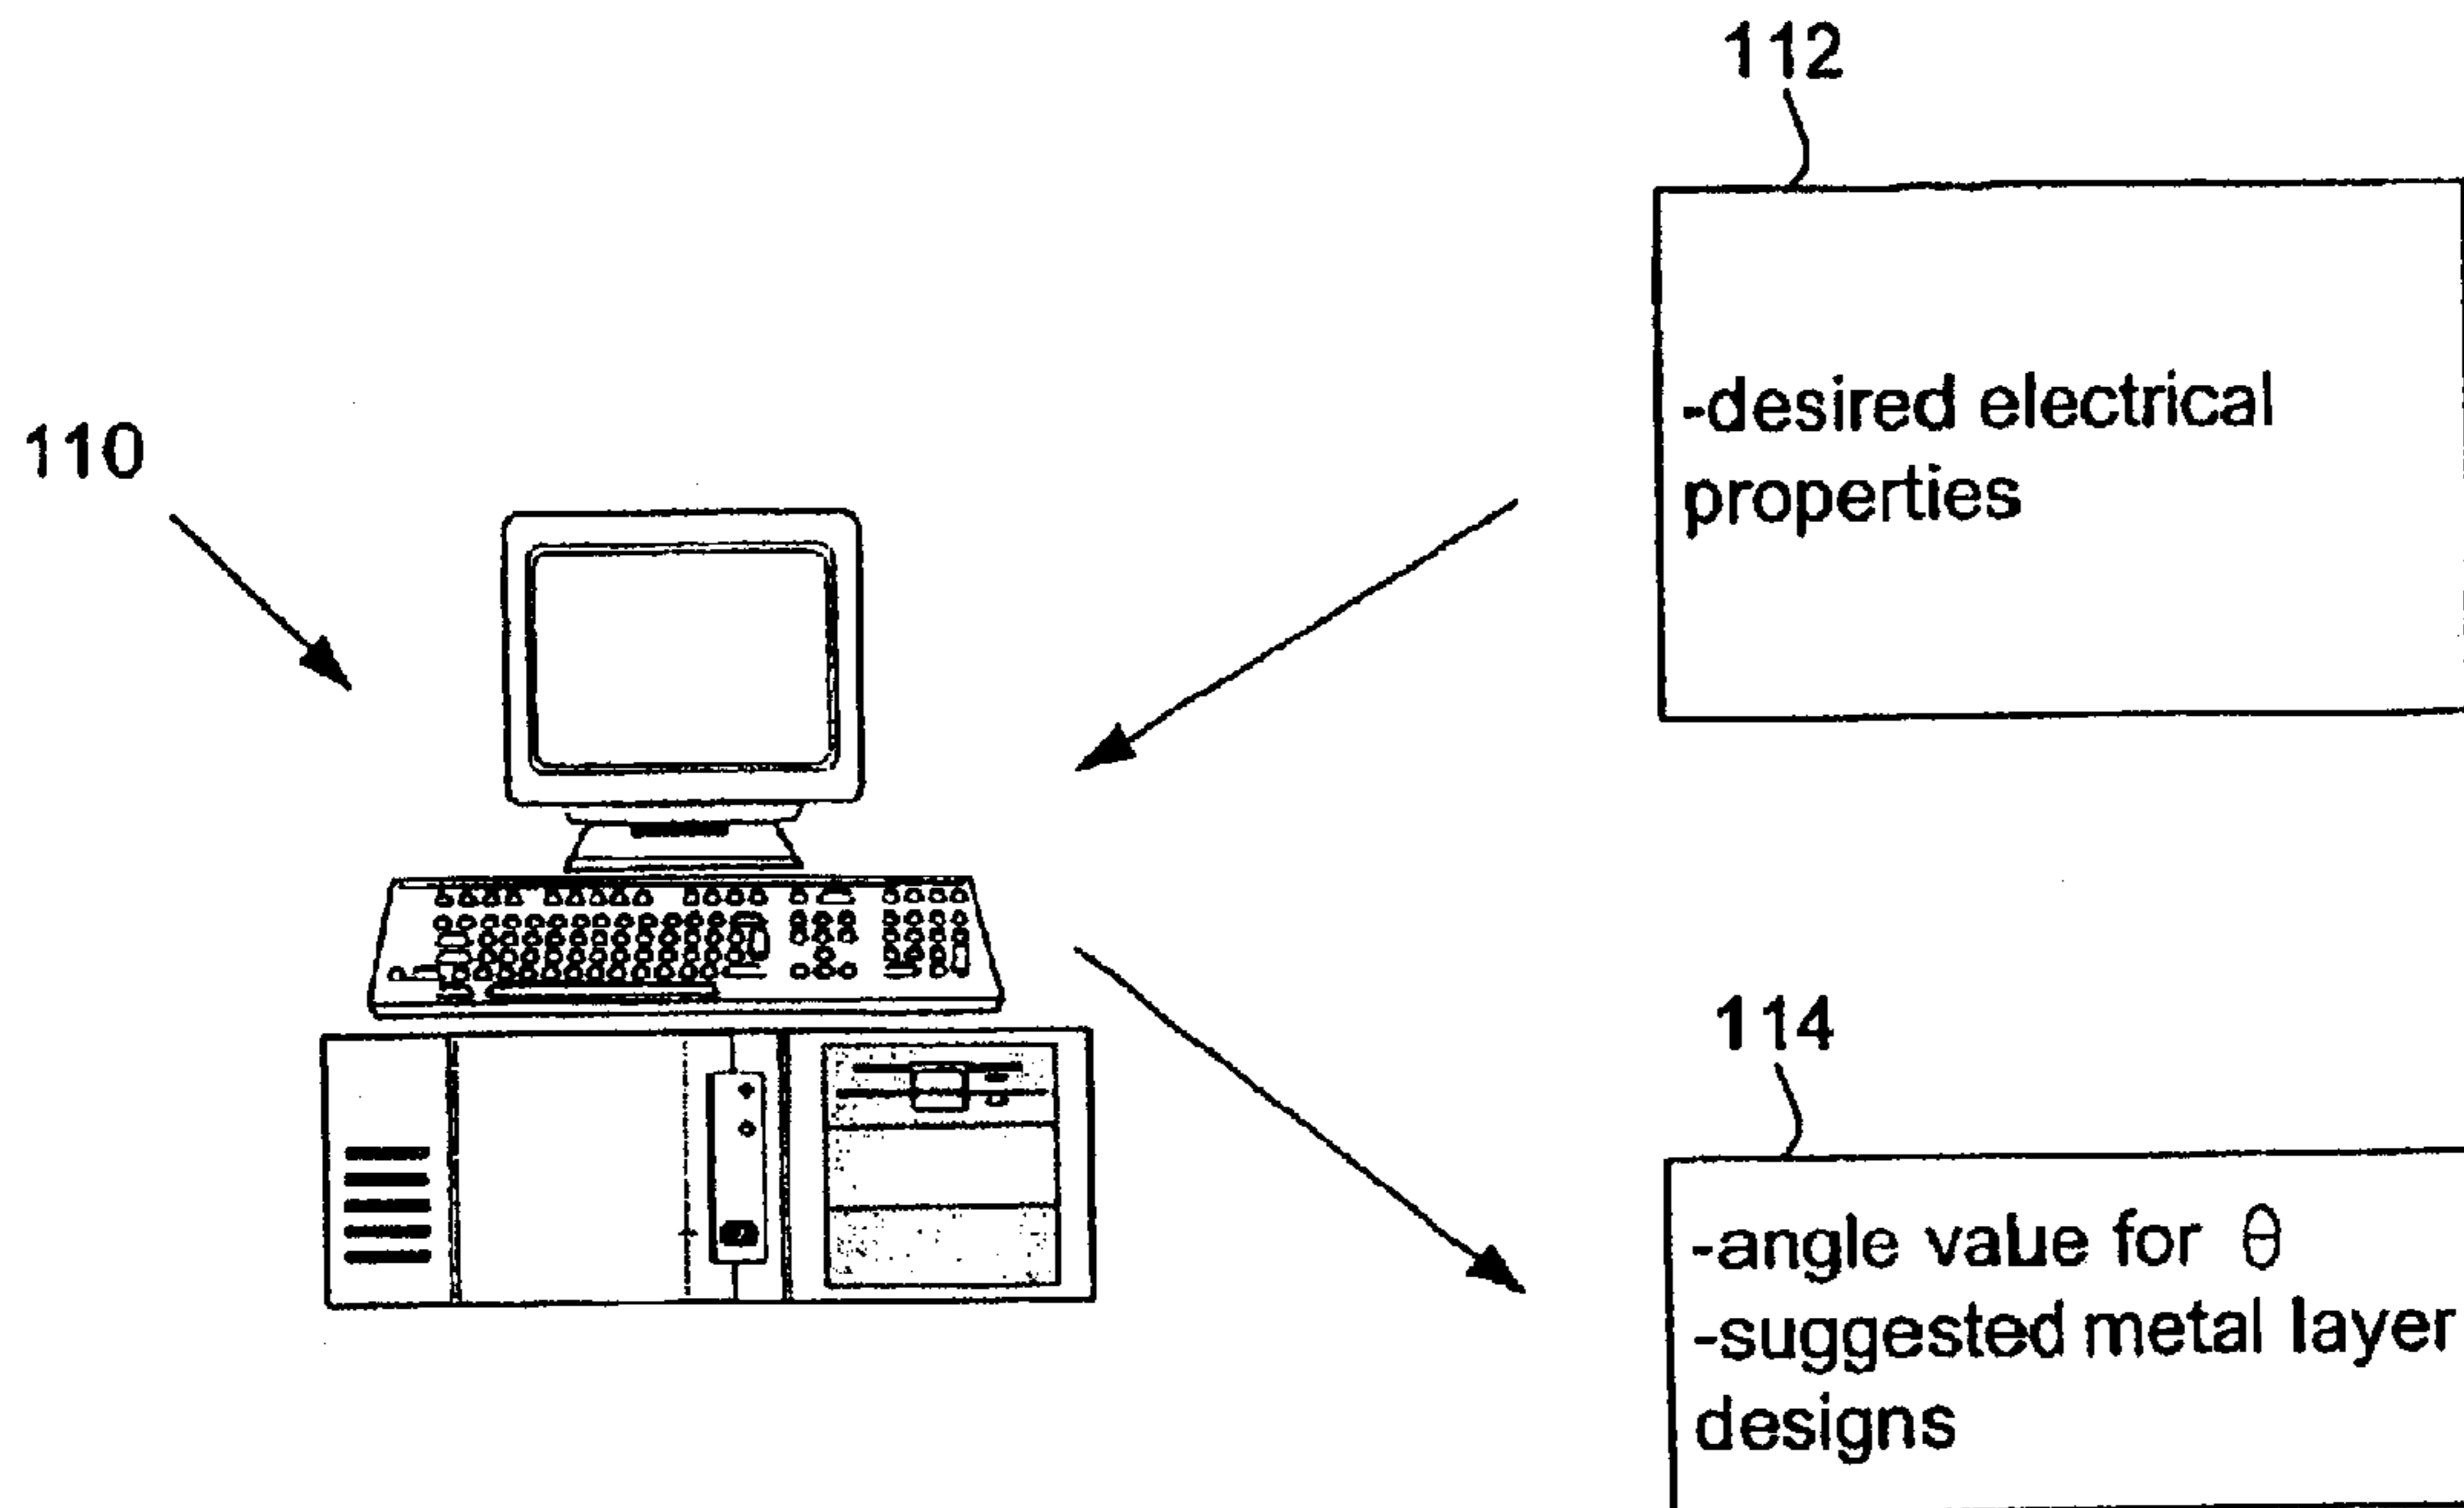 112
110
-desired electrical
properties
114
-angle value for θ
-suggested metal layer
designs